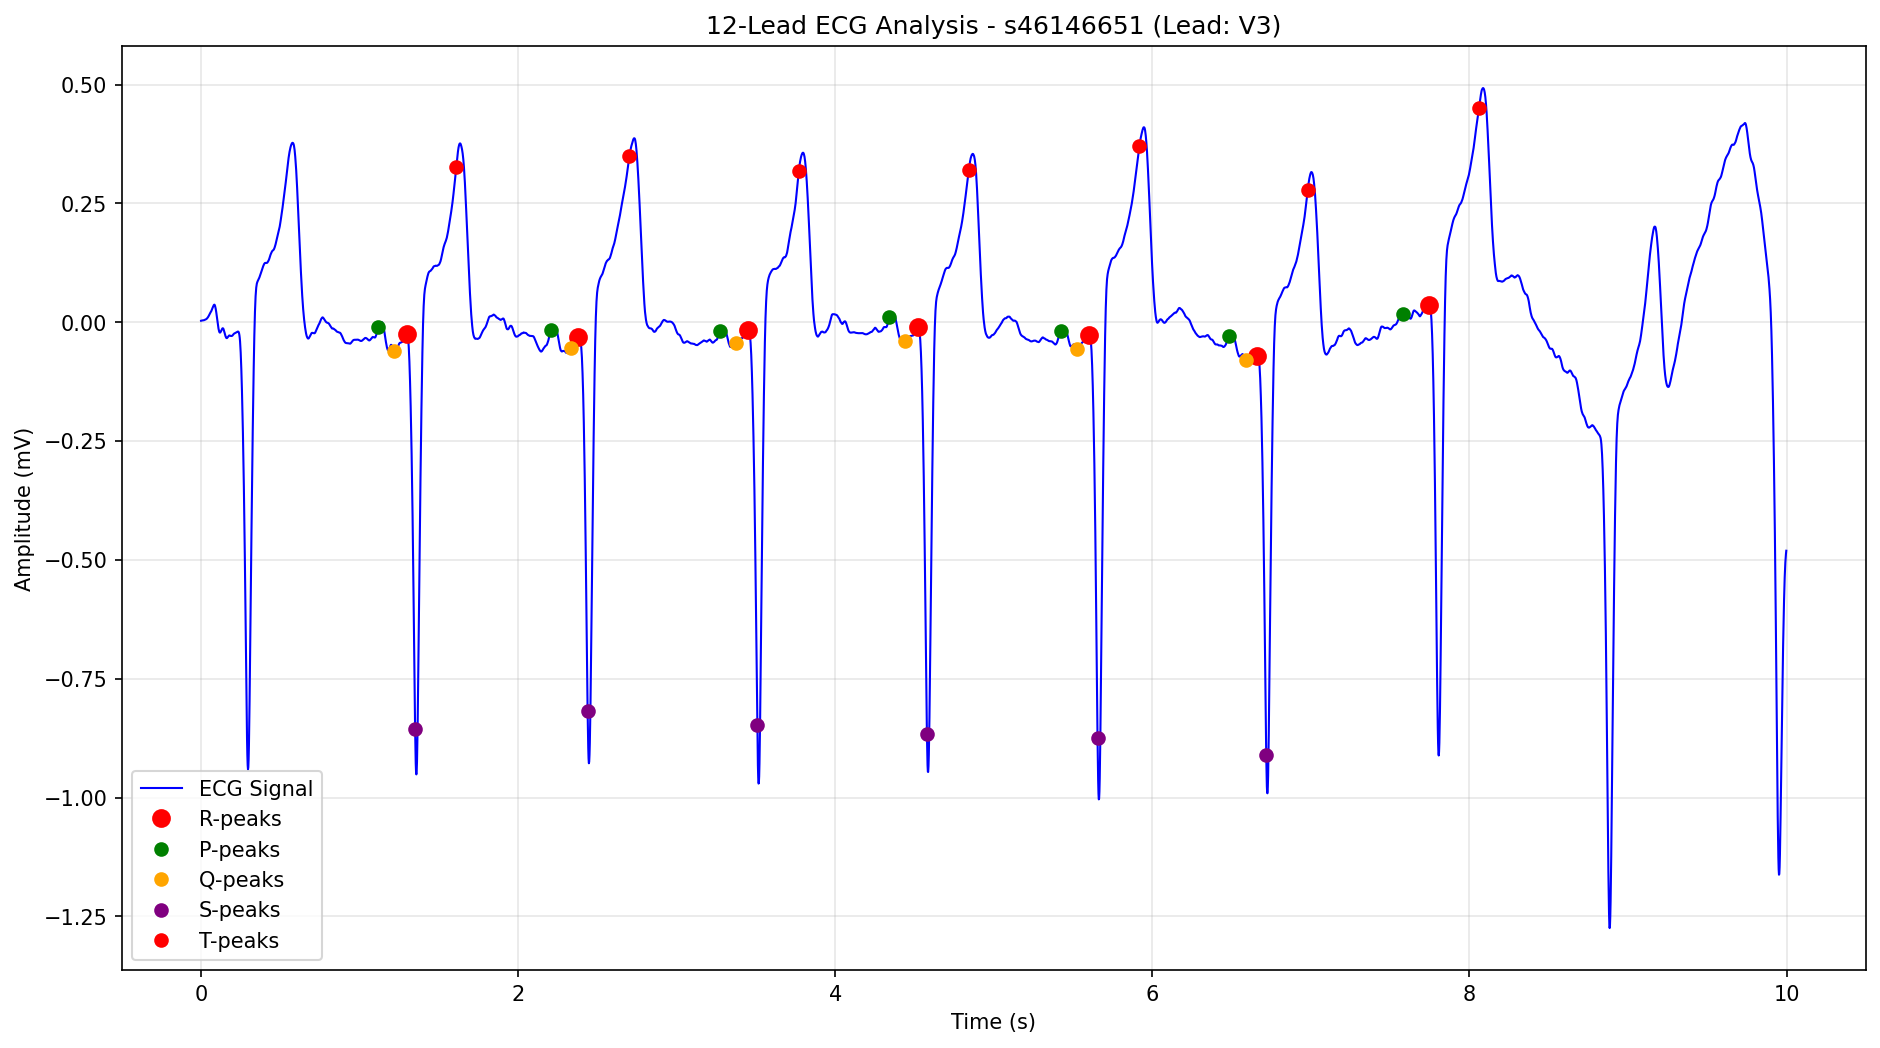 12-Lead ECG Analysis - s46146651 (Lead: V3)
Amplitude (mV)
0.50
0.25
0.00
−0.25
−0.50
−0.75
−1.00
−1.25
ECG Signal
R-peaks
P-peaks
Q-peaks
S-peaks
T-peaks
0 2 4 6 8 10
Time (s)